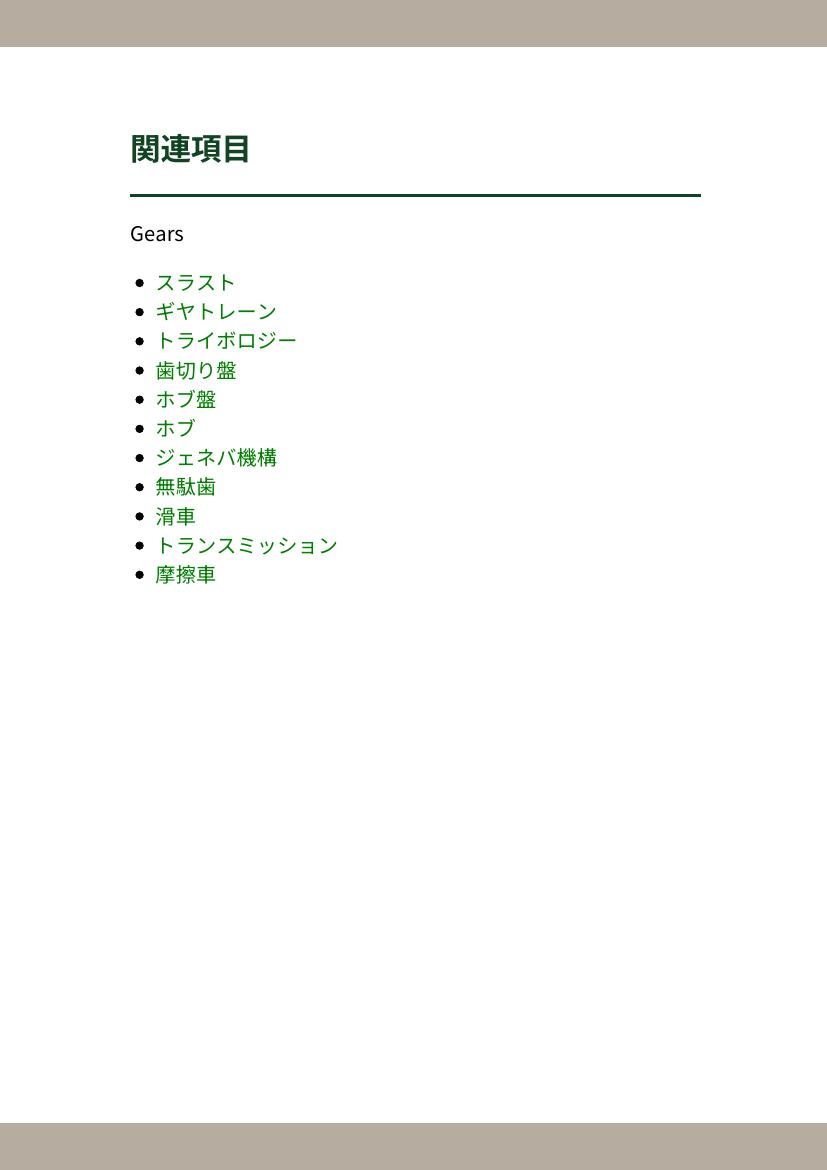 関連項目
Gears
スラスト
ギヤトレーン
トライボロジー
歯切り盤
ホブ盤
ホブ
ジェネバ機構
無駄歯
滑車
トランスミッション
摩擦車